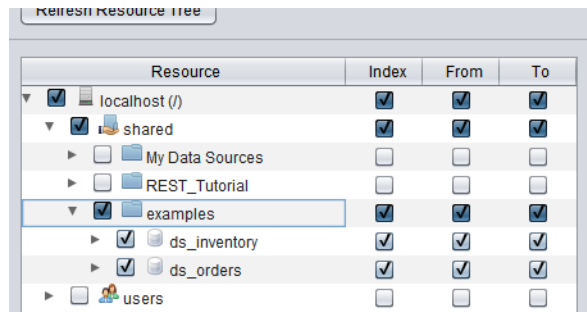 Refresh Resource Tree
Resource Index From To
localhost (/)
shared
My Data Sources
REST_Tutorial
examples
ds_inventory
ds_orders
users